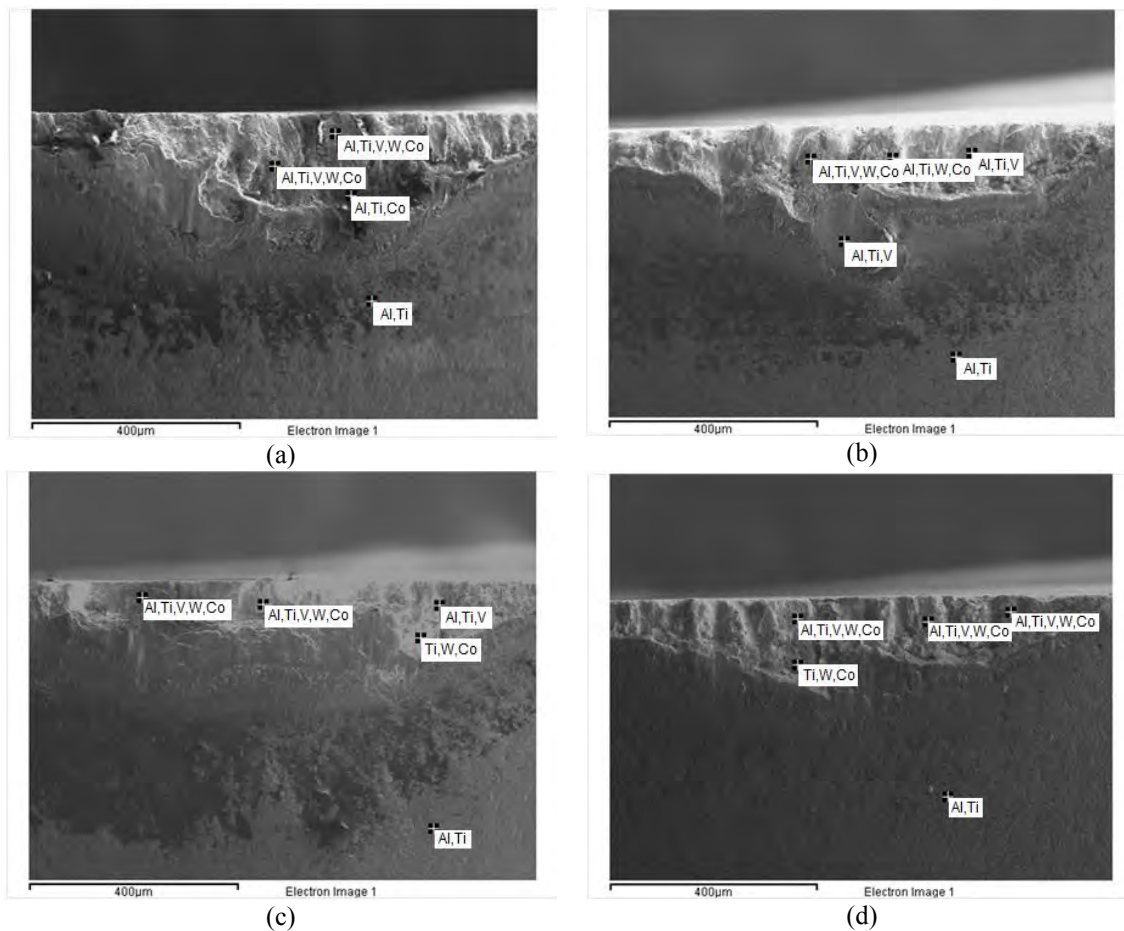 Al,Ti,V,W,Co
Al,Ti,V,W,Co
Al,Ti,Co
Al,Ti
400µm
Electron Image 1
(a)
Al,Ti,V,W,Co
Al,Ti,W,Co
Al,Ti,V
Al,Ti,V
Al,Ti
400µm
Electron Image 1
(b)
Al,Ti,V,W,Co
Al,Ti,V,W,Co
Al,Ti,V
Ti,W,Co
Al,Ti
400µm
Electron Image 1
(c)
Al,Ti,V,W,Co
Al,Ti,V,W,Co
Al,Ti,V,W,Co
Ti,W,Co
Al,Ti
400µm
Electron Image 1
(d)